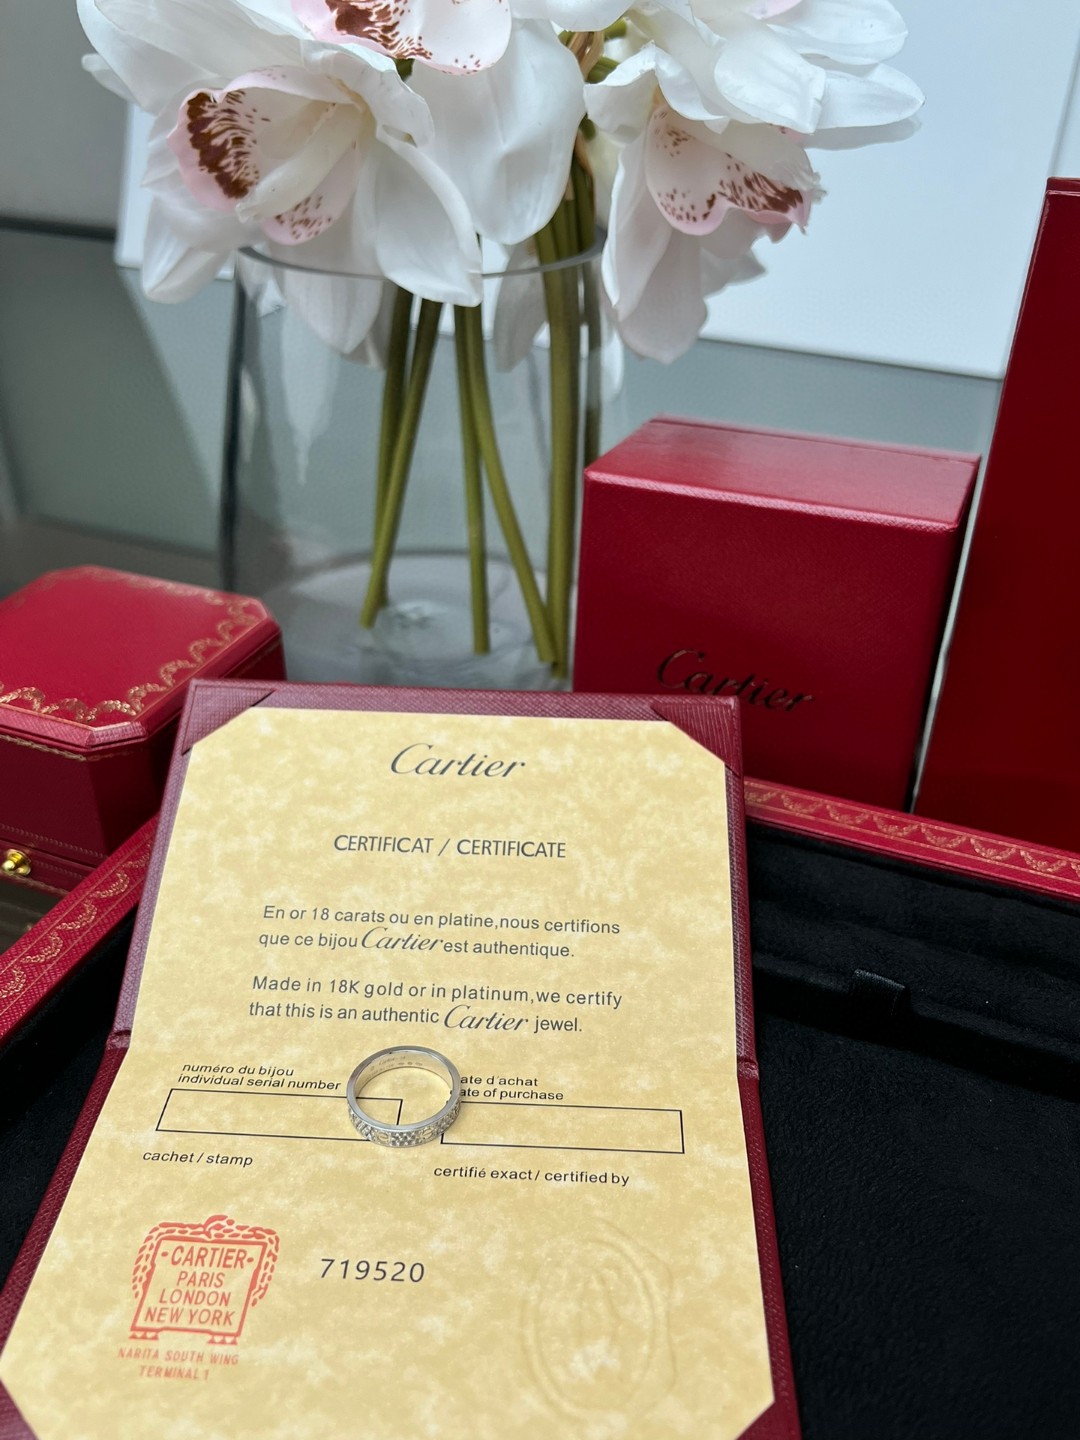 Cartier
Cartier
CERTIFICAT / CERTIFICATE
En or 18 carats ou en platine,nous certifions
que ce bijou Cartier est authentique.
Made in 18K gold or in platinum,we certify
that this is an authentic Cartier jewel.
numéro du bijou
individual serial number
d'achat
of purchase
cachet / stamp
certifié exact / certified by
CARTIER
PARIS
LONDON
NEW YORK
NARITA SOUTH WING
TERMINAL 1
719520